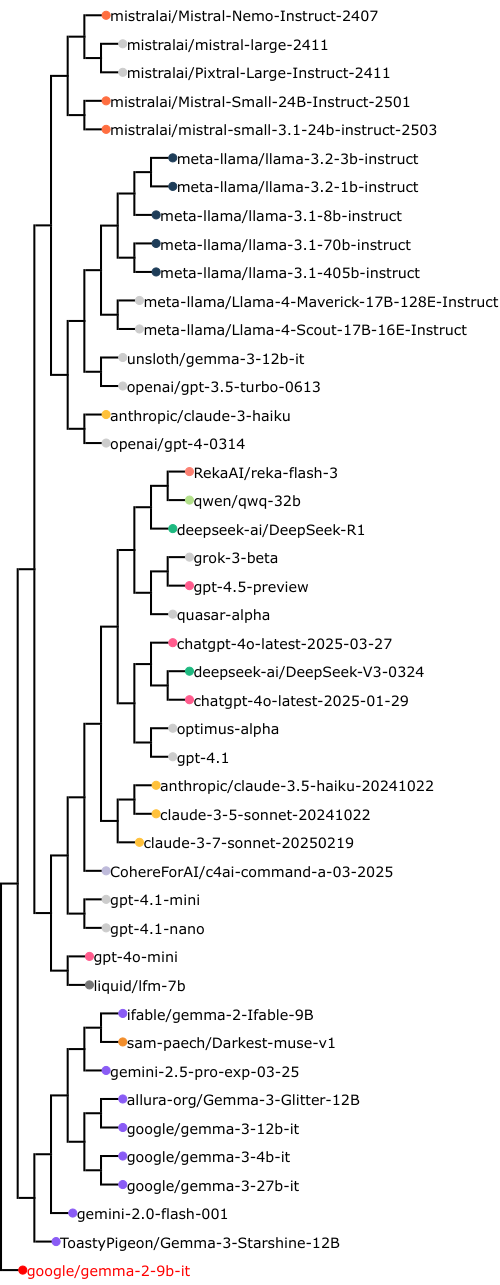 mistralai/Mistral-Nemo-Instruct-2407
mistralai/mistral-large-2411
mistralai/Pixtral-Large-Instruct-2411
mistralai/Mistral-Small-24B-Instruct-2501
mistralai/mistral-small-3.1-24b-instruct-2503
meta-llama/llama-3.2-3b-instruct
meta-llama/llama-3.2-1b-instruct
meta-llama/llama-3.1-8b-instruct
meta-llama/llama-3.1-70b-instruct
meta-llama/llama-3.1-405b-instruct
meta-llama/Llama-4-Maverick-17B-128E-Instruct
meta-llama/Llama-4-Scout-17B-16E-Instruct
unsloth/gemma-3-12b-it
openai/gpt-3.5-turbo-0613
anthropic/claude-3-haiku
openai/gpt-4-0314
RekaAI/reka-flash-3
qwen/qwq-32b
deepseek-ai/DeepSeek-R1
grok-3-beta
gpt-4.5-preview
quasar-alpha
chatgpt-4o-latest-2025-03-27
deepseek-ai/DeepSeek-V3-0324
chatgpt-4o-latest-2025-01-29
optimus-alpha
gpt-4.1
anthropic/claude-3.5-haiku-20241022
claude-3-5-sonnet-20241022
claude-3-7-sonnet-20250219
CohereForAI/c4ai-command-a-03-2025
gpt-4.1-mini
gpt-4.1-nano
gpt-4o-mini
liquid/lfm-7b
ifable/gemma-2-Ifable-9B
sam-paech/Darkest-muse-v1
gemini-2.5-pro-exp-03-25
allura-org/Gemma-3-Glitter-12B
google/gemma-3-12b-it
google/gemma-3-4b-it
google/gemma-3-27b-it
gemini-2.0-flash-001
ToastyPigeon/Gemma-3-Starshine-12B
google/gemma-2-9b-it